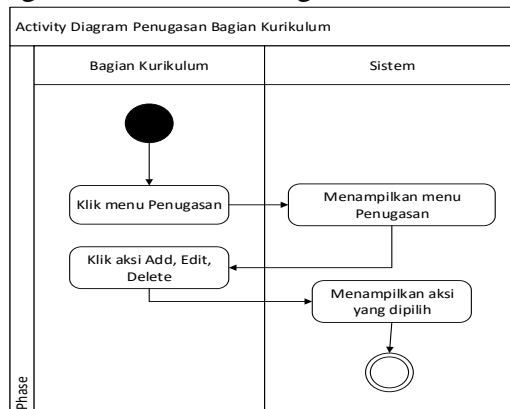 Activity Diagram Penugasan Bagian Kurikulum
Bagian Kurikulum
Sistem
Klik menu Penugasan
Menampilkan menu
Penugasan
Klik aksi Add, Edit,
Delete
Menampilkan aksi
yang dipilih
Phase